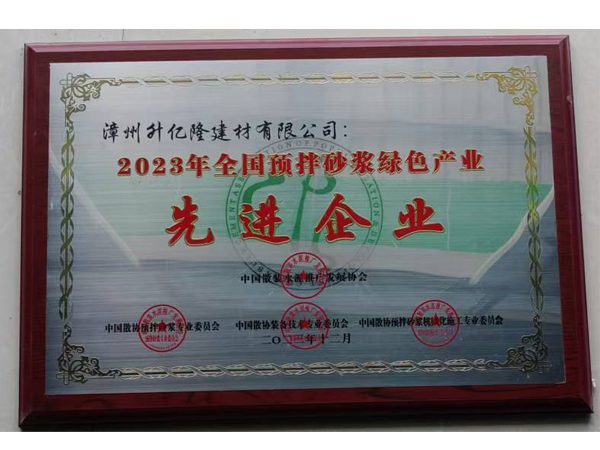 漳州升亿隆建材有限公司：
2023年全国预拌砂浆绿色产业
先进企业
中国散装水泥推广发展协会
中国散协预拌砂浆专业委员会 中国散协装备技术专业委员会 中国散协预拌砂浆机械化施工专业委员会
二〇二三年十二月